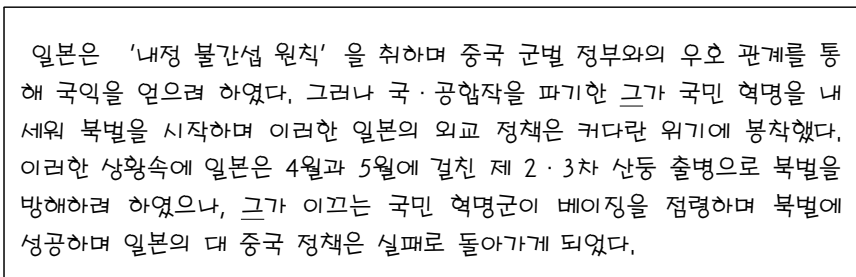 일본은 '내정 불간섭 원칙'을 취하며 중국 군벌 정부와의 우호 관계를 통
해 국익을 얻으려 하였다. 그러나 국·공합작을 파기한 그가 국민 혁명을 내
세워 북벌을 시작하며 이러한 일본의 외교 정책은 커다란 위기에 봉착했다.
이러한 상황속에 일본은 4월과 5월에 걸친 제 2·3차 산둥 출병으로 북벌을
방해하려 하였으나, 그가 이끄는 국민 혁명군이 베이징을 점령하며 북벌에
성공하며 일본의 대 중국 정책은 실패로 돌아가게 되었다.